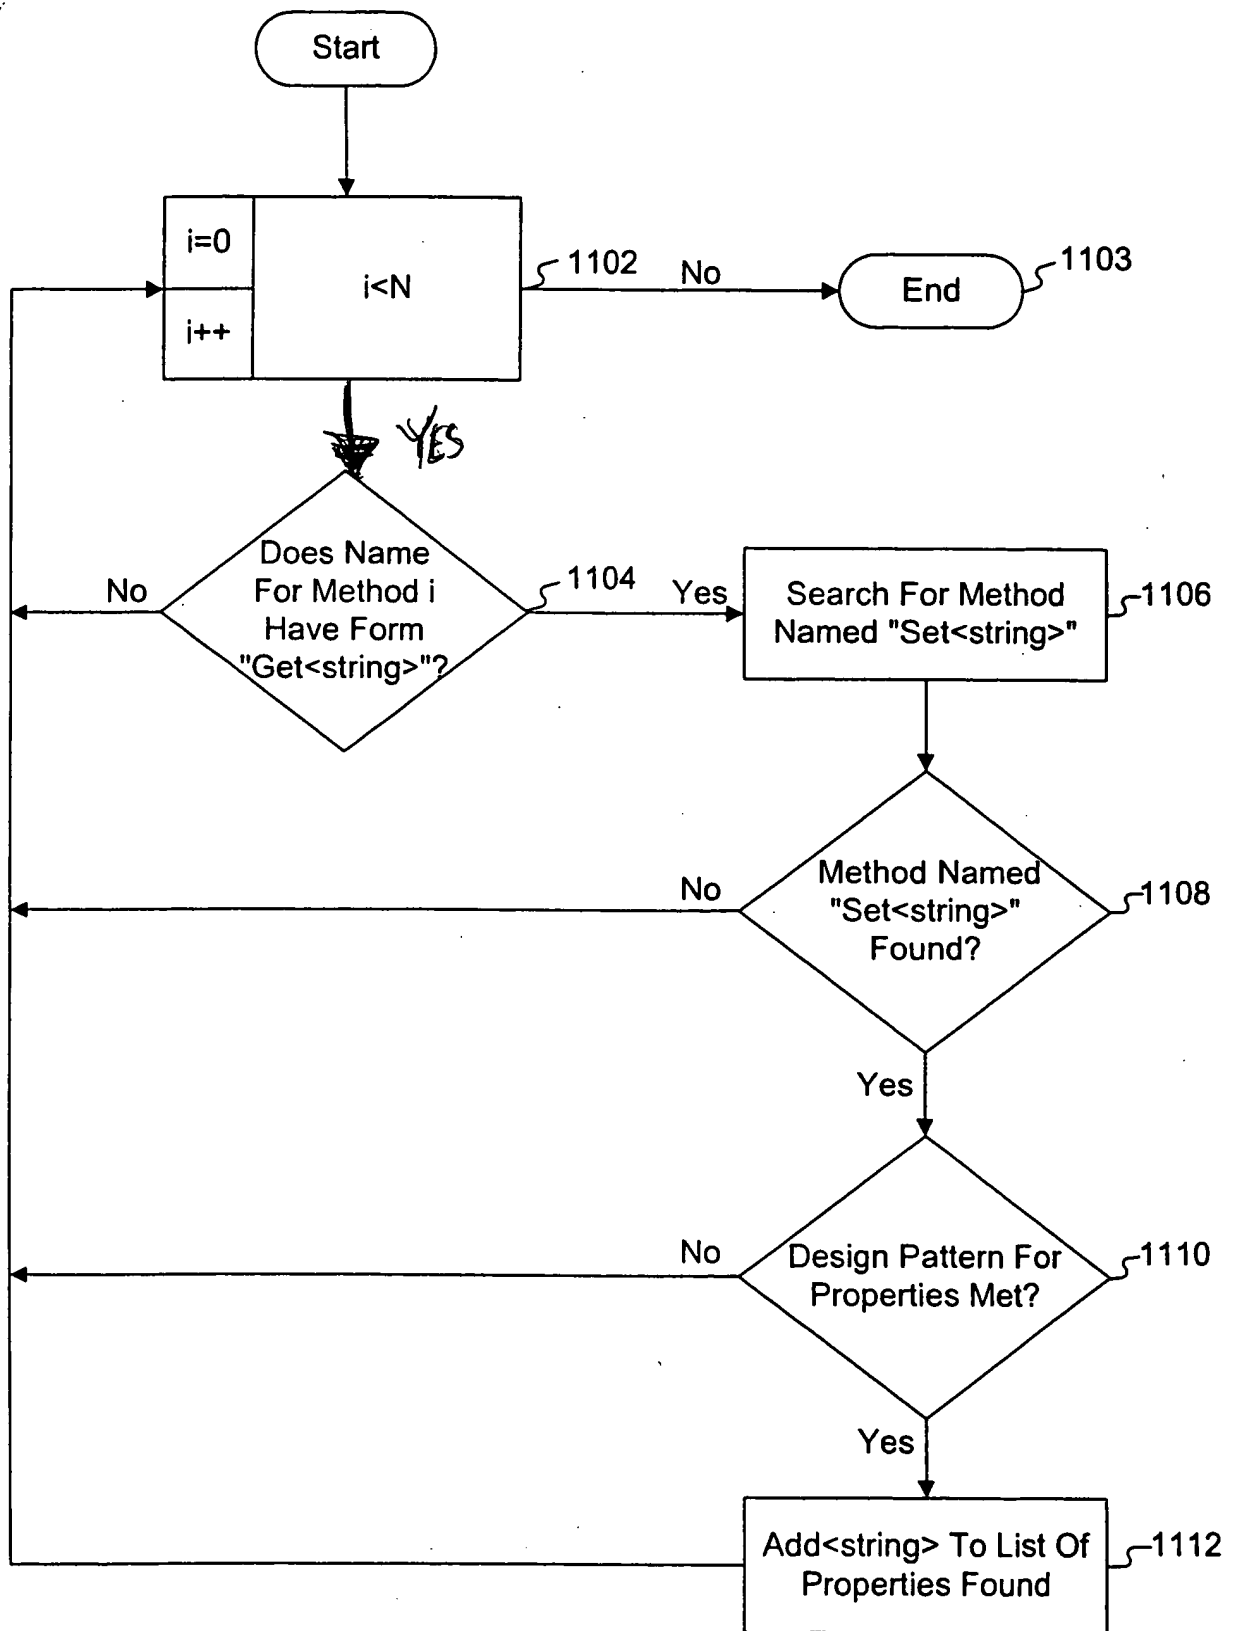 Start
i=0
i<N
i++
1102
No
End
1103
YES
Does Name
For Method i
Have Form
"Get<string>"?
No
1104
Yes
Search For Method
Named "Set<string>"
1106
Method Named
"Set<string>"
Found?
No
1108
Yes
Design Pattern For
Properties Met?
No
1110
Yes
Add<string> To List Of
Properties Found
1112